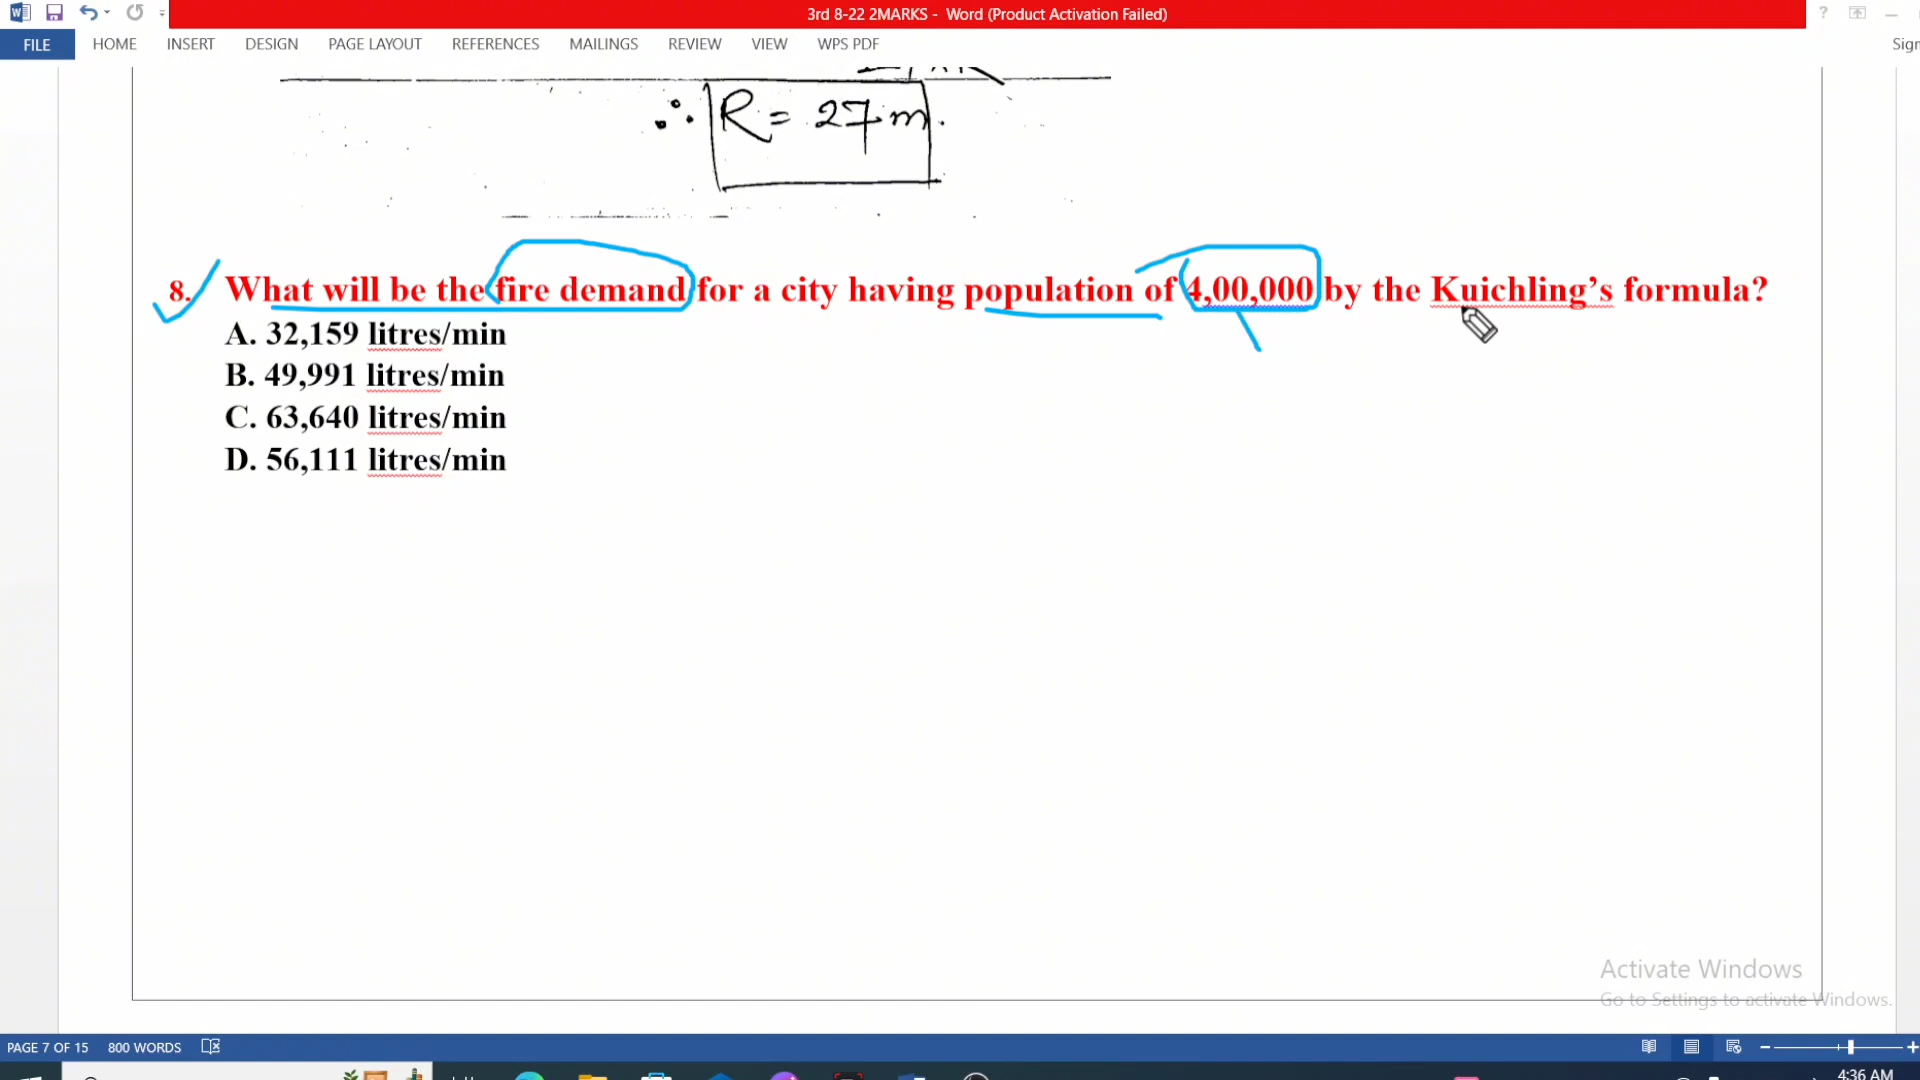 3rd 8-22 2MARKS - Word (Product Activation Failed)
FILE HOME INSERT DESIGN PAGE LAYOUT REFERENCES MAILINGS REVIEW VIEW WPS PDF Sign
∴ R = 27 m.
8. What will be the fire demand for a city having population of 4,00,000 by the Kuichling’s formula?
A. 32,159 litres/min
B. 49,991 litres/min
C. 63,640 litres/min
D. 56,111 litres/min
Activate Windows
Go to Settings to activate Windows.
PAGE 7 OF 15 800 WORDS
4:36 AM